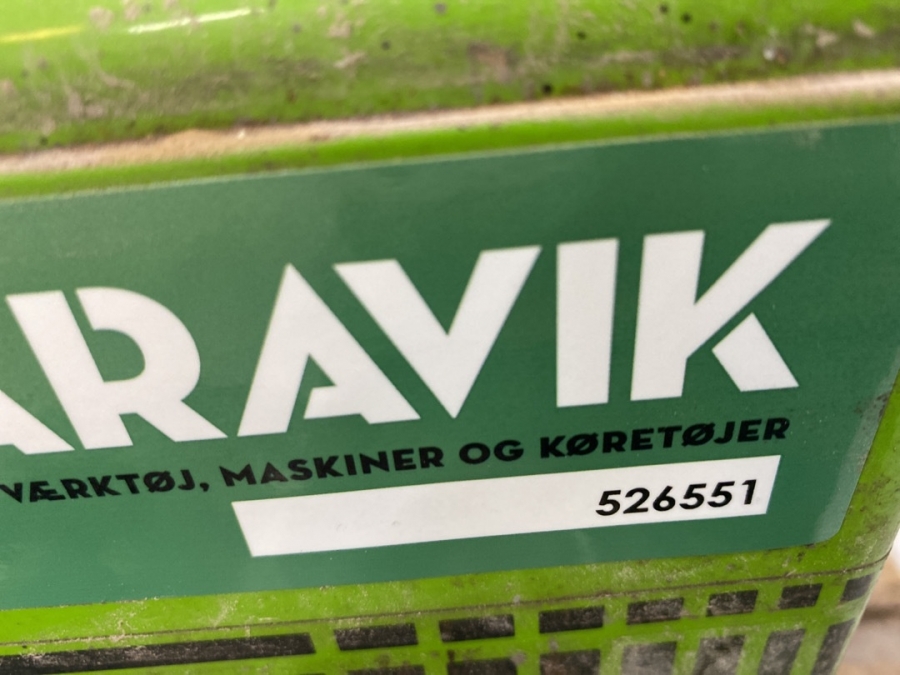 ARAVIK
VÆRKTØJ, MASKINER OG KØRETØJER
526551